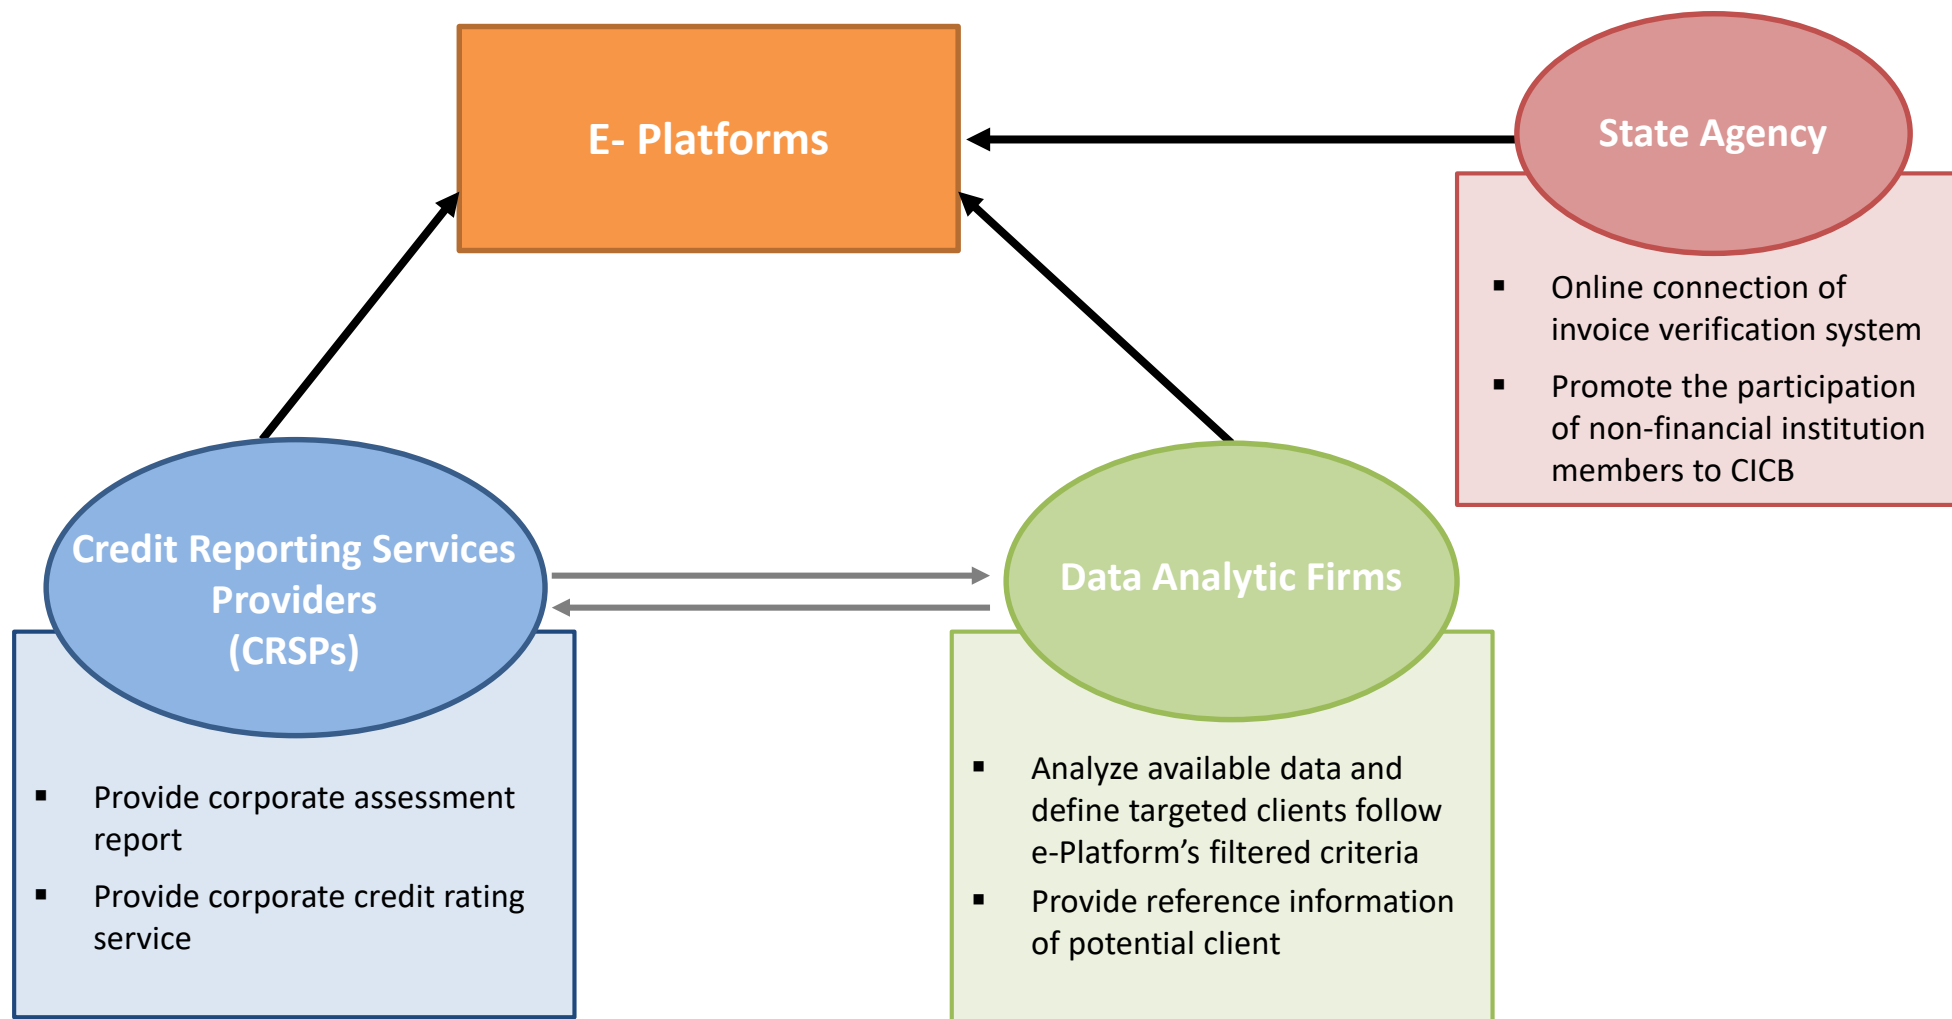 E- Platforms
State Agency
▪ Online connection of
invoice verification system
▪ Promote the participation
of non-financial institution
members to CICB
Credit Reporting Services
Providers
(CRSPs)
▪ Provide corporate assessment
report
▪ Provide corporate credit rating
service
Data Analytic Firms
▪ Analyze available data and
define targeted clients follow
e-Platform’s filtered criteria
▪ Provide reference information
of potential client